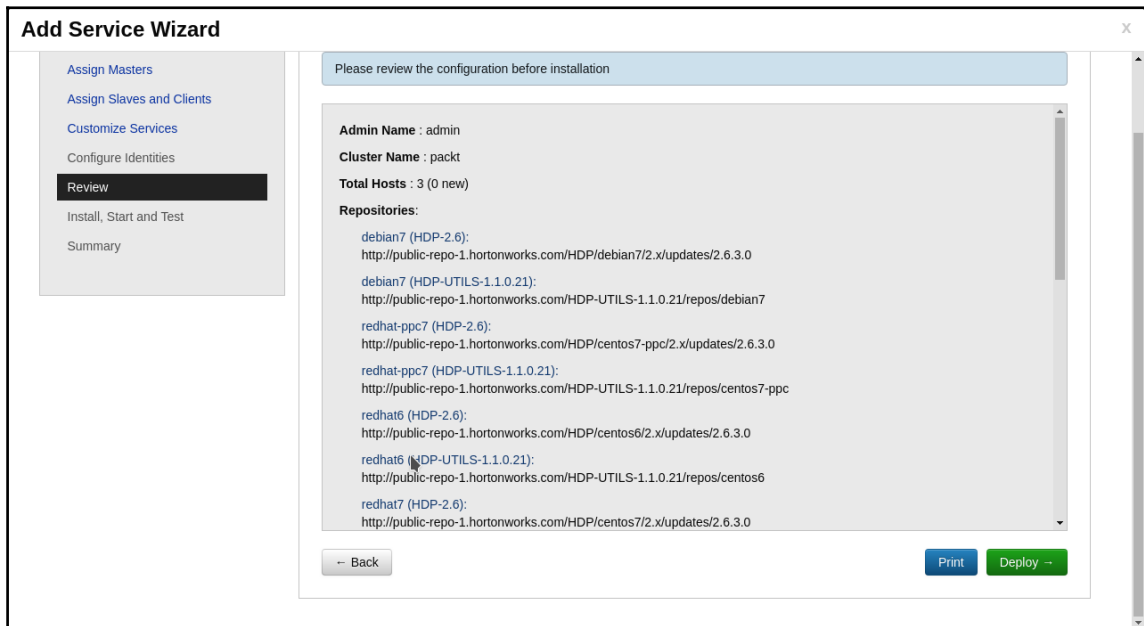 Add Service Wizard
x
Assign Masters
Assign Slaves and Clients
Customize Services
Configure Identities
Review
Install, Start and Test
Summary
Please review the configuration before installation
Admin Name : admin
Cluster Name : packt
Total Hosts : 3 (0 new)
Repositories:
debian7 (HDP-2.6):
http://public-repo-1.hortonworks.com/HDP/debian7/2.x/updates/2.6.3.0
debian7 (HDP-UTILS-1.1.0.21):
http://public-repo-1.hortonworks.com/HDP-UTILS-1.1.0.21/repos/debian7
redhat-ppc7 (HDP-2.6):
http://public-repo-1.hortonworks.com/HDP/centos7-ppc/2.x/updates/2.6.3.0
redhat-ppc7 (HDP-UTILS-1.1.0.21):
http://public-repo-1.hortonworks.com/HDP-UTILS-1.1.0.21/repos/centos7-ppc
redhat6 (HDP-2.6):
http://public-repo-1.hortonworks.com/HDP/centos6/2.x/updates/2.6.3.0
redhat6 (HDP-UTILS-1.1.0.21):
http://public-repo-1.hortonworks.com/HDP-UTILS-1.1.0.21/repos/centos6
redhat7 (HDP-2.6):
http://public-repo-1.hortonworks.com/HDP/centos7/2.x/updates/2.6.3.0
← Back
Print
Deploy →